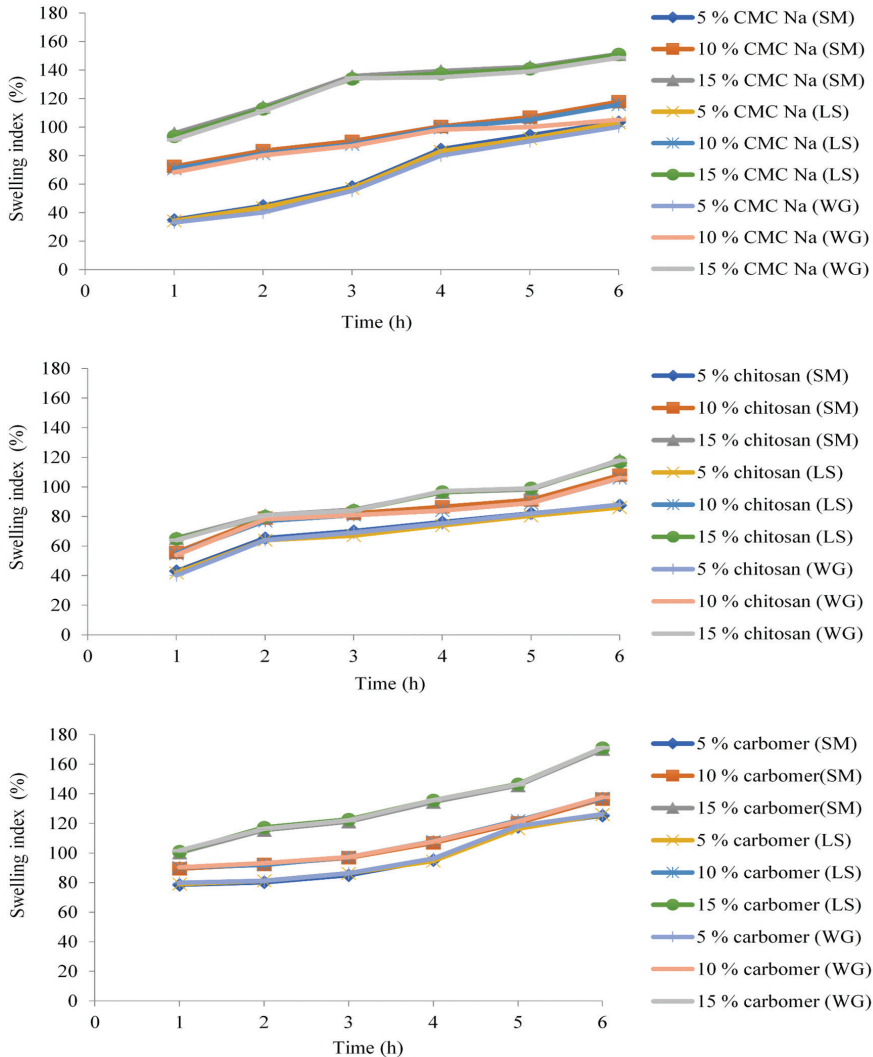 Swelling index (%)
180
160
140
120
100
80
60
40
20
0
0
1
2
3
4
5
6
Time (h)
5 % CMC Na (SM)
10 % CMC Na (SM)
15 % CMC Na (SM)
5 % CMC Na (LS)
10 % CMC Na (LS)
15 % CMC Na (LS)
5 % CMC Na (WG)
10 % CMC Na (WG)
15 % CMC Na (WG)
Swelling index (%)
180
160
140
120
100
80
60
40
20
0
0
1
2
3
4
5
6
Time (h)
5 % chitosan (SM)
10 % chitosan (SM)
15 % chitosan (SM)
5 % chitosan (LS)
10 % chitosan (LS)
15 % chitosan (LS)
5 % chitosan (WG)
10 % chitosan (WG)
15 % chitosan (WG)
Swelling index (%)
180
160
140
120
100
80
60
40
20
0
0
1
2
3
4
5
6
Time (h)
5 % carbomer (SM)
10 % carbomer(SM)
15 % carbomer(SM)
5 % carbomer (LS)
10 % carbomer (LS)
15 % carbomer (LS)
5 % carbomer (WG)
10 % carbomer (WG)
15 % carbomer (WG)